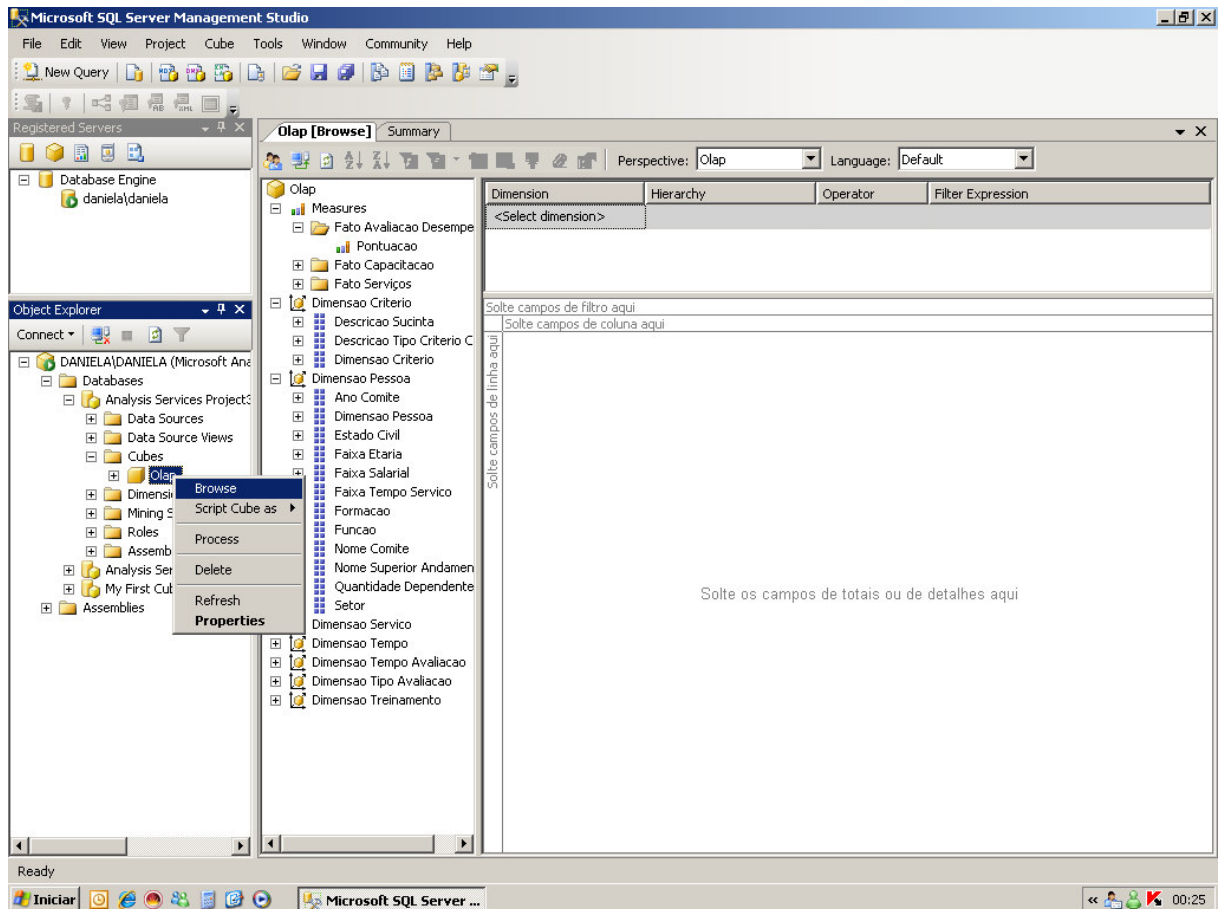 Microsoft SQL Server Management Studio
File Edit View Project Cube Tools Window Community Help
New Query
Registered Servers
Database Engine
daniela\daniela
Object Explorer
Connect
DANIELA\DANIELA (Microsoft Ana
Databases
Analysis Services Project3
Data Sources
Data Source Views
Cubes
Olap
Dimensi
Mining S
Roles
Assemb
Analysis Ser
My First Cub
Assemblies
Browse
Script Cube as
Process
Delete
Refresh
Properties
Olap [Browse] Summary
Perspective: Olap Language: Default
Olap
Measures
Fato Avaliacao Desempe
Pontuacao
Fato Capacitacao
Fato Serviços
Dimensao Criterio
Descricao Sucinta
Descricao Tipo Criterio C
Dimensao Criterio
Dimensao Pessoa
Ano Comite
Dimensao Pessoa
Estado Civil
Faixa Etaria
Faixa Salarial
Faixa Tempo Servico
Formacao
Funcao
Nome Comite
Nome Superior Andamen
Quantidade Dependente
Setor
Dimensao Servico
Dimensao Tempo
Dimensao Tempo Avaliacao
Dimensao Tipo Avaliacao
Dimensao Treinamento
Dimension Hierarchy Operator Filter Expression
<Select dimension>
Solte campos de filtro aqui
Solte campos de coluna aqui
Solte campos de linha aqui
Solte os campos de totais ou de detalhes aqui
Ready
Iniciar Microsoft SQL Server ... 00:25